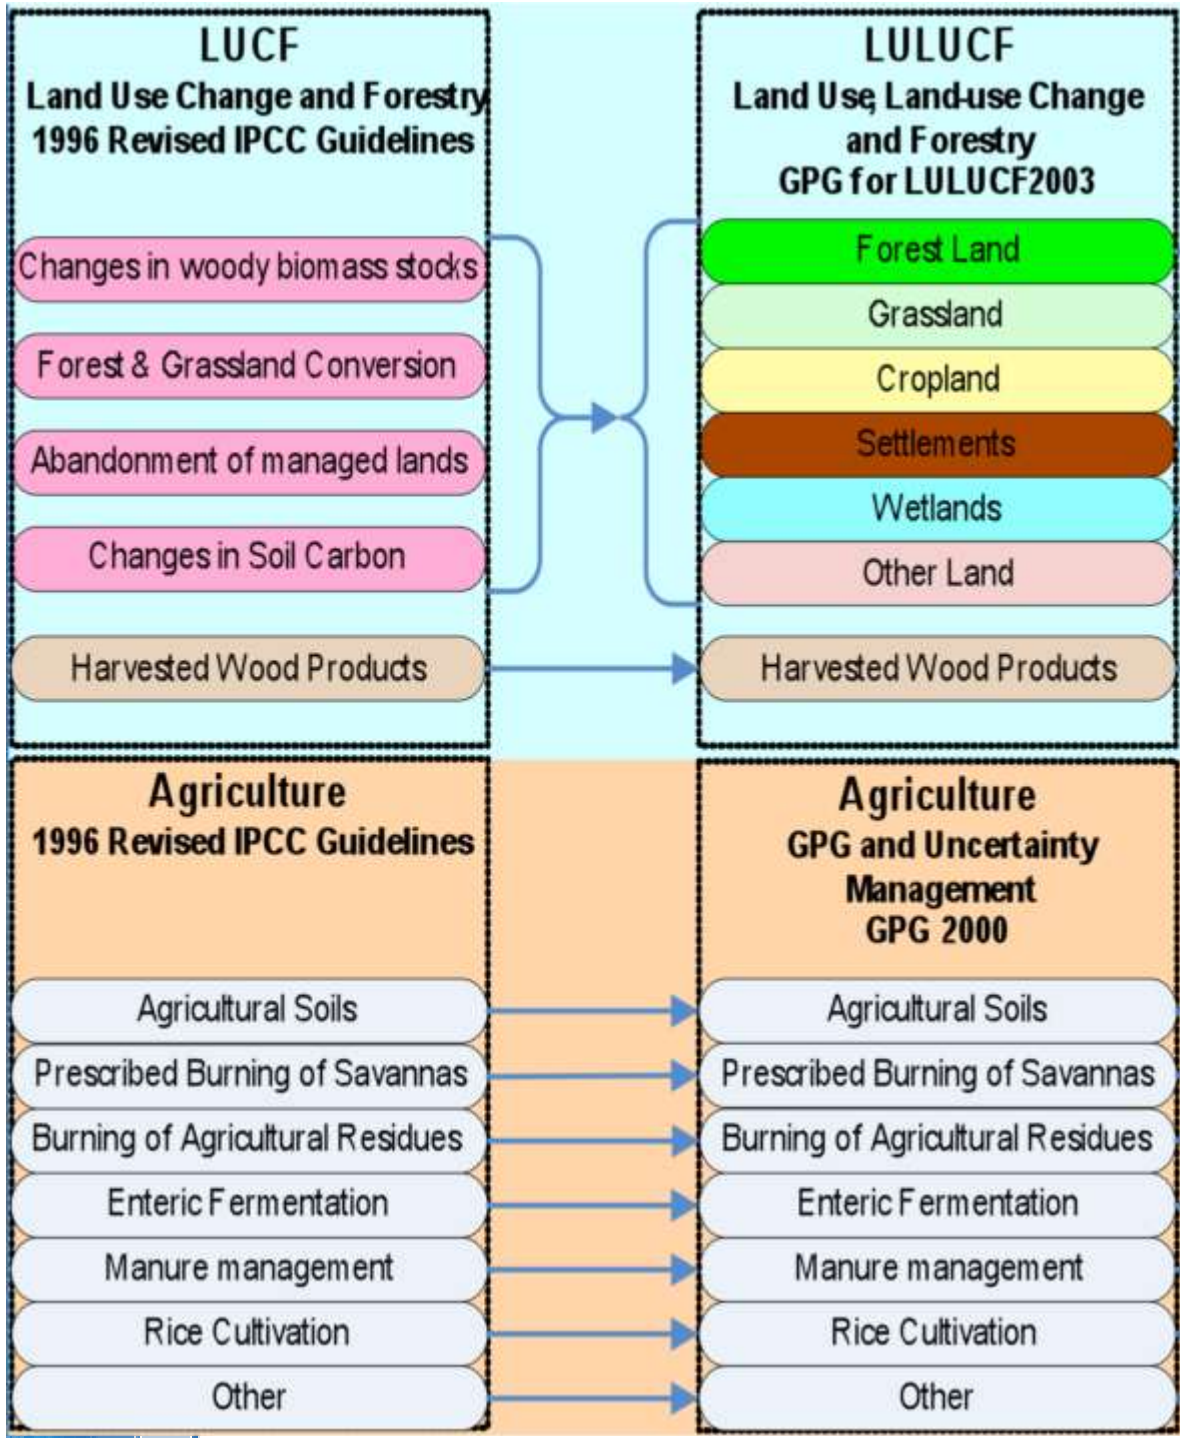 LUCF
Land Use Change and Forestry
1996 Revised IPCC Guidelines
Changes in woody biomass stocks
Forest & Grassland Conversion
Abandonment of managed lands
Changes in Soil Carbon
Harvested Wood Products
LULUCF
Land Use, Land-use Change
and Forestry
GPG for LULUCF2003
Forest Land
Grassland
Cropland
Settlements
Wetlands
Other Land
Harvested Wood Products
Agriculture
1996 Revised IPCC Guidelines
Agricultural Soils
Prescribed Burning of Savannas
Burning of Agricultural Residues
Enteric Fermentation
Manure management
Rice Cultivation
Other
Agriculture
GPG and Uncertainty
Management
GPG 2000
Agricultural Soils
Prescribed Burning of Savannas
Burning of Agricultural Residues
Enteric Fermentation
Manure management
Rice Cultivation
Other